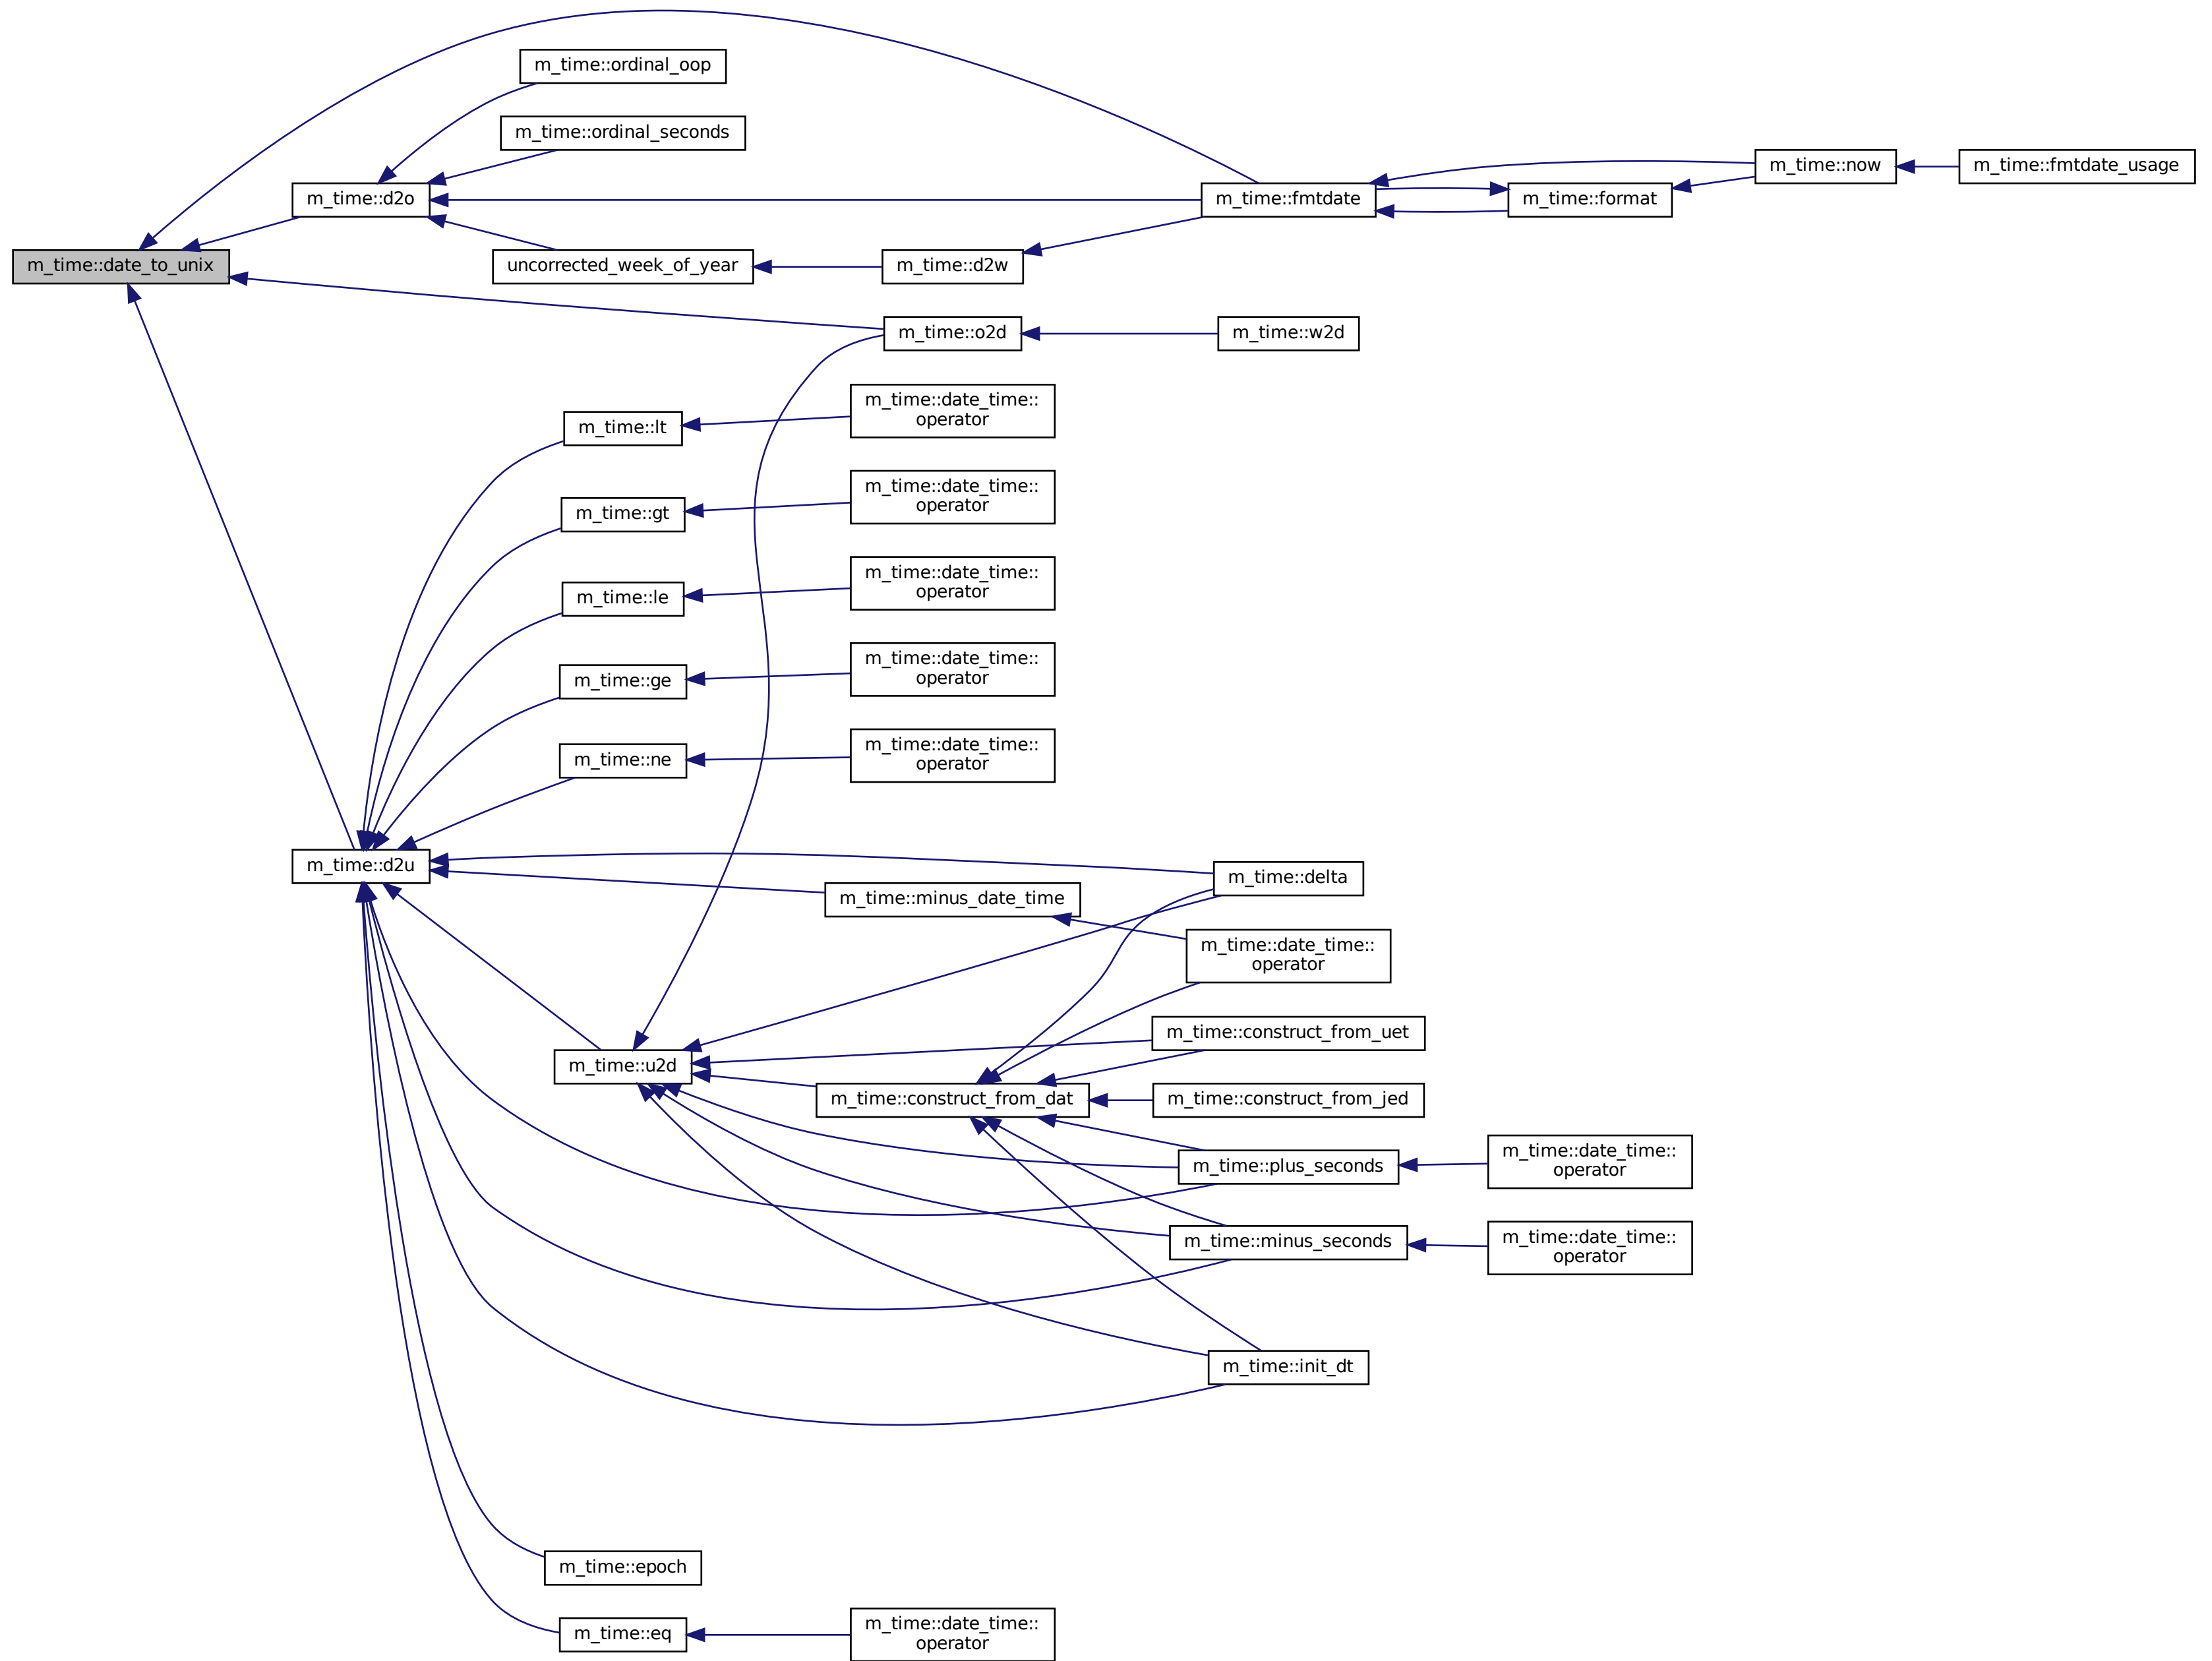 m_time::ordinal_oop
m_time::ordinal_seconds
m_time::now
m_time::fmtdate_usage
m_time::d2o
m_time::fmtdate
m_time::format
m_time::date_to_unix
uncorrected_week_of_year
m_time::d2w
m_time::o2d
m_time::w2d
m_time::lt
m_time::date_time::
operator
m_time::gt
m_time::date_time::
operator
m_time::le
m_time::date_time::
operator
m_time::ge
m_time::date_time::
operator
m_time::ne
m_time::date_time::
operator
m_time::d2u
m_time::delta
m_time::minus_date_time
m_time::date_time::
operator
m_time::construct_from_uet
m_time::u2d
m_time::construct_from_dat
m_time::construct_from_jed
m_time::plus_seconds
m_time::date_time::
operator
m_time::minus_seconds
m_time::date_time::
operator
m_time::init_dt
m_time::epoch
m_time::eq
m_time::date_time::
operator